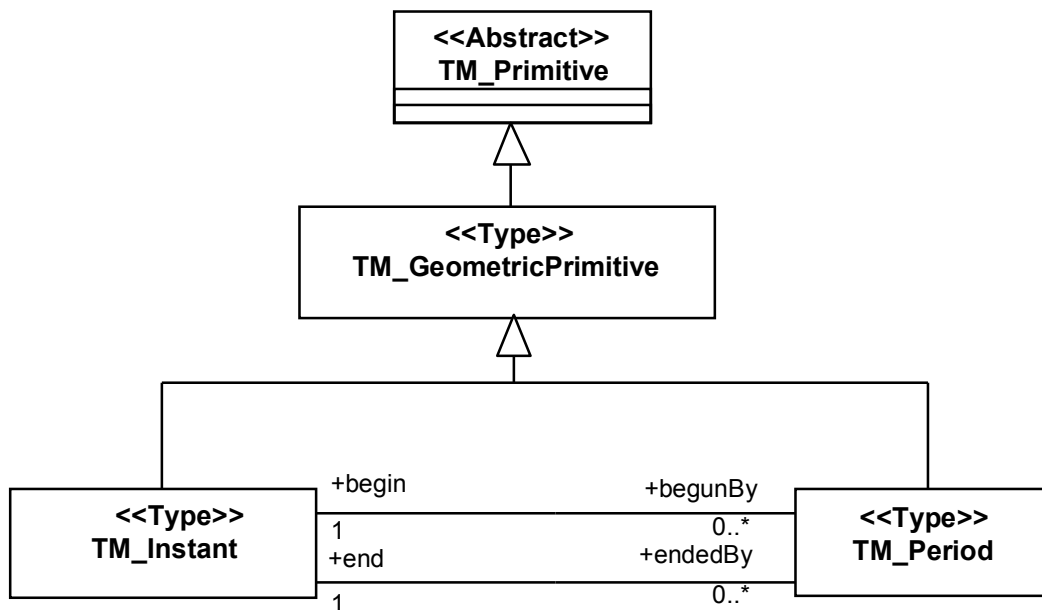 <<Abstract>>
TM_Primitive
<<Type>>
TM_GeometricPrimitive
<<Type>>
TM_Instant
+begin
1
+end
1
+begunBy
0..*
+endedBy
0..*
<<Type>>
TM_Period